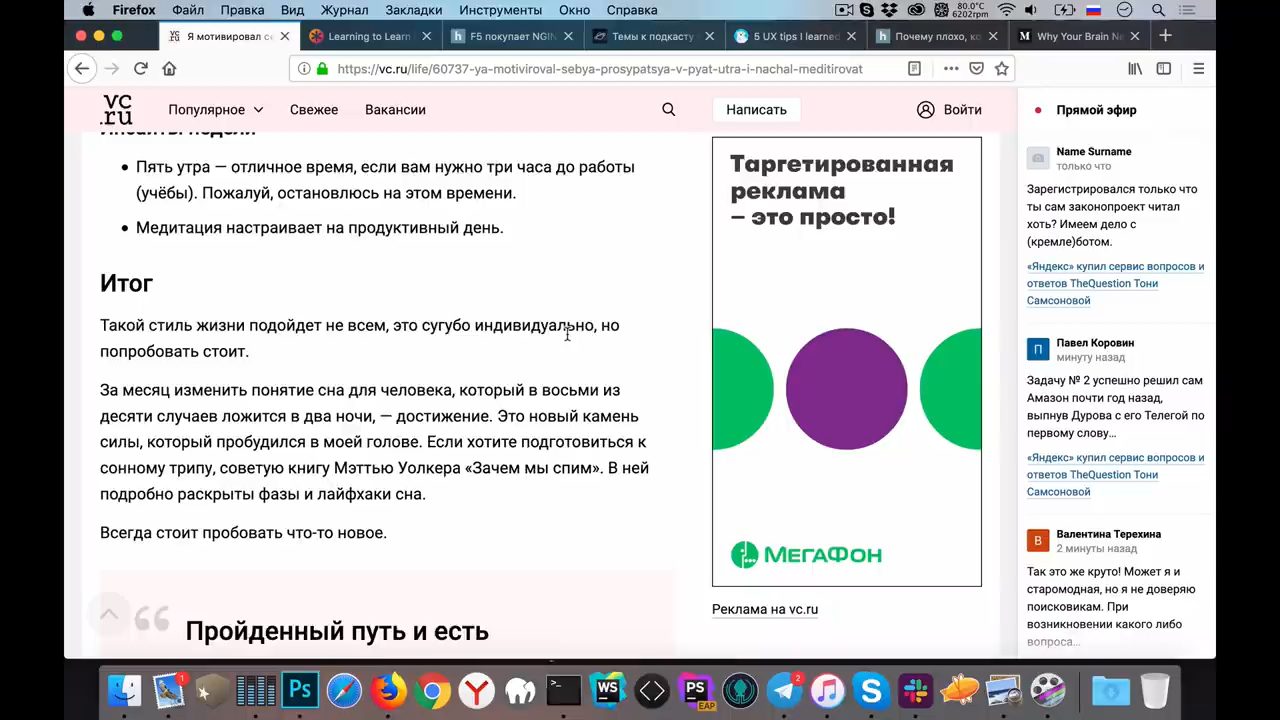 Firefox Файл Правка Вид Журнал Закладки Инструменты Окно Справка 80.0°C 6202rpm
Я мотивировал се Learning to Learn F5 покупает NGIN Темы к подкасту 5 UX tips I learned Почему плохо, ко Why Your Brain Ne
https://vc.ru/life/60737-ya-motiviroval-sebya-prosypatsya-v-pyat-utra-i-nachal-meditirovat
vc.ru Популярное Свежее Вакансии Написать Войти
Инсайты недели
• Пять утра — отличное время, если вам нужно три часа до работы
(учёбы). Пожалуй, остановлюсь на этом времени.
• Медитация настраивает на продуктивный день.
Итог
Такой стиль жизни подойдет не всем, это сугубо индивидуально, но
попробовать стоит.
За месяц изменить понятие сна для человека, который в восьми из
десяти случаев ложится в два ночи, — достижение. Это новый камень
силы, который пробудился в моей голове. Если хотите подготовиться к
сонному трипу, советую книгу Мэттью Уолкера «Зачем мы спим». В ней
подробно раскрыты фазы и лайфхаки сна.
Всегда стоит пробовать что-то новое.
Пройденный путь и есть
Таргетированная
реклама
– это просто!
МЕГАФОН
Реклама на vc.ru
Прямой эфир
Name Surname
только что
Зарегистрировался только что
ты сам законопроект читал
хоть? Имеем дело с
(кремле)ботом.
«Яндекс» купил сервис вопросов и
ответов TheQuestion Тони
Самсоновой
П
Павел Коровин
минуту назад
Задачу № 2 успешно решил сам
Амазон почти год назад,
выпнув Дурова с его Телегой по
первому слову…
«Яндекс» купил сервис вопросов и
ответов TheQuestion Тони
Самсоновой
В
Валентина Терехина
2 минуты назад
Так это же круто! Может я и
старомодная, но я не доверяю
поисковикам. При
возникновении какого либо
вопроса…
1 Ps WS PS EAP 2